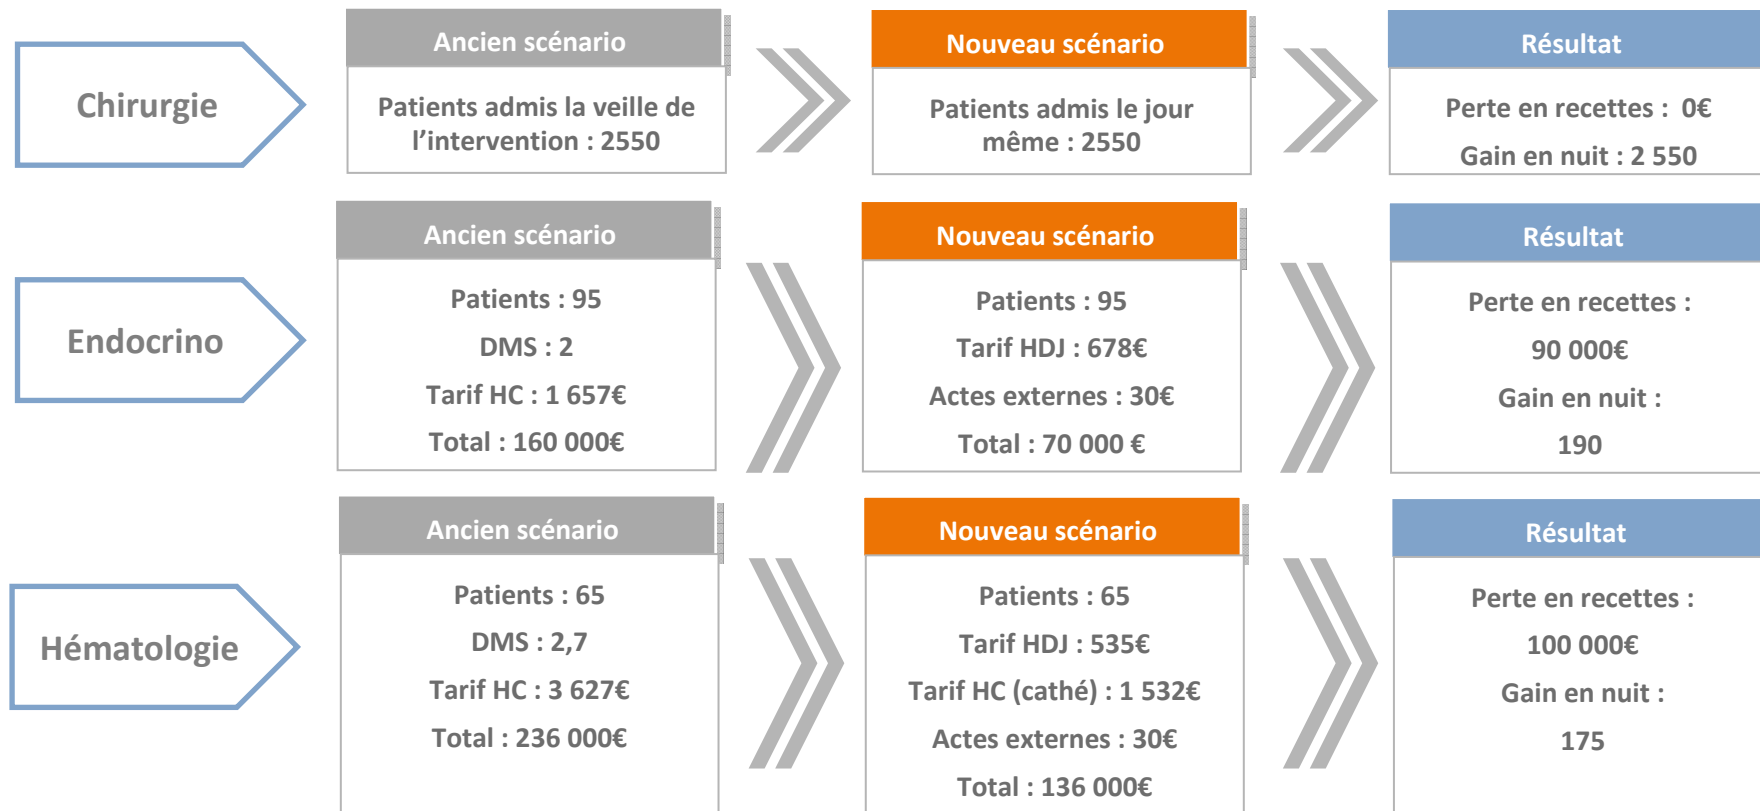 Chirurgie
Ancien scénario
Patients admis la veille de
l’intervention : 2550
Nouveau scénario
Patients admis le jour
même : 2550
Résultat
Perte en recettes :  0€
Gain en nuit : 2 550
Endocrino
Ancien scénario
Patients : 95
DMS : 2
Tarif HC : 1 657€
Total : 160 000€
Nouveau scénario
Patients : 95
Tarif HDJ : 678€
Actes externes : 30€
Total : 70 000 €
Résultat
Perte en recettes :
90 000€
Gain en nuit :
190
Hématologie
Ancien scénario
Patients : 65
DMS : 2,7
Tarif HC : 3 627€
Total : 236 000€
Nouveau scénario
Patients : 65
Tarif HDJ : 535€
Tarif HC (cathé) : 1 532€
Actes externes : 30€
Total : 136 000€
Résultat
Perte en recettes :
100 000€
Gain en nuit :
175